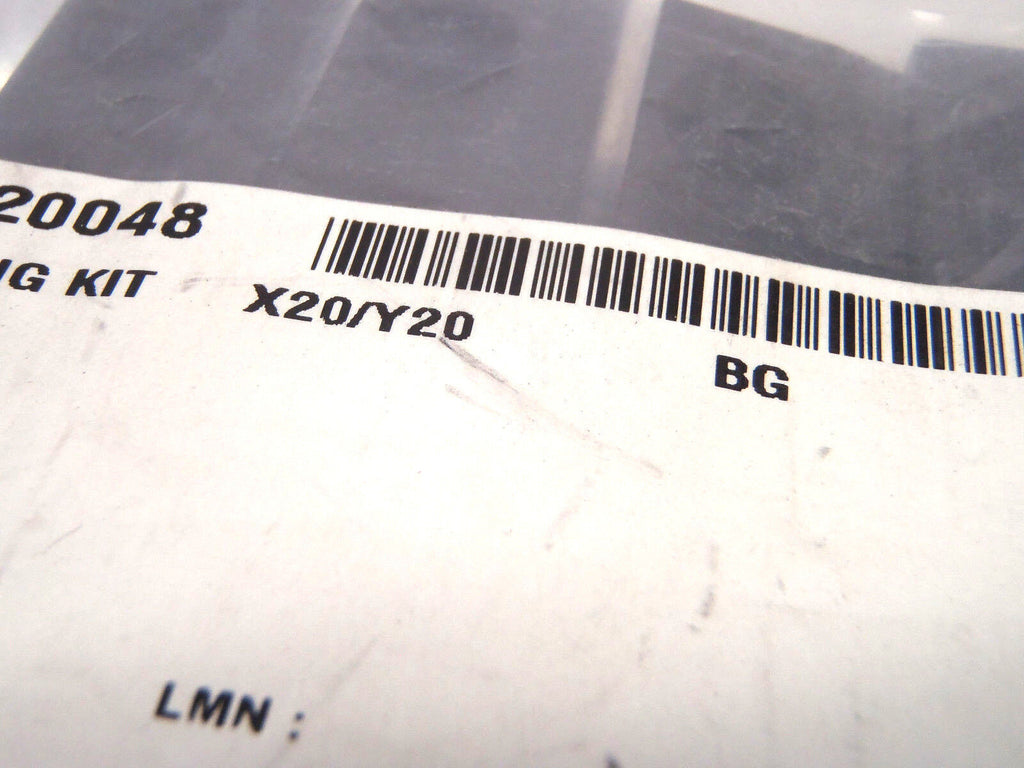 20048
IG KIT
X20/Y20
BG
LMN :